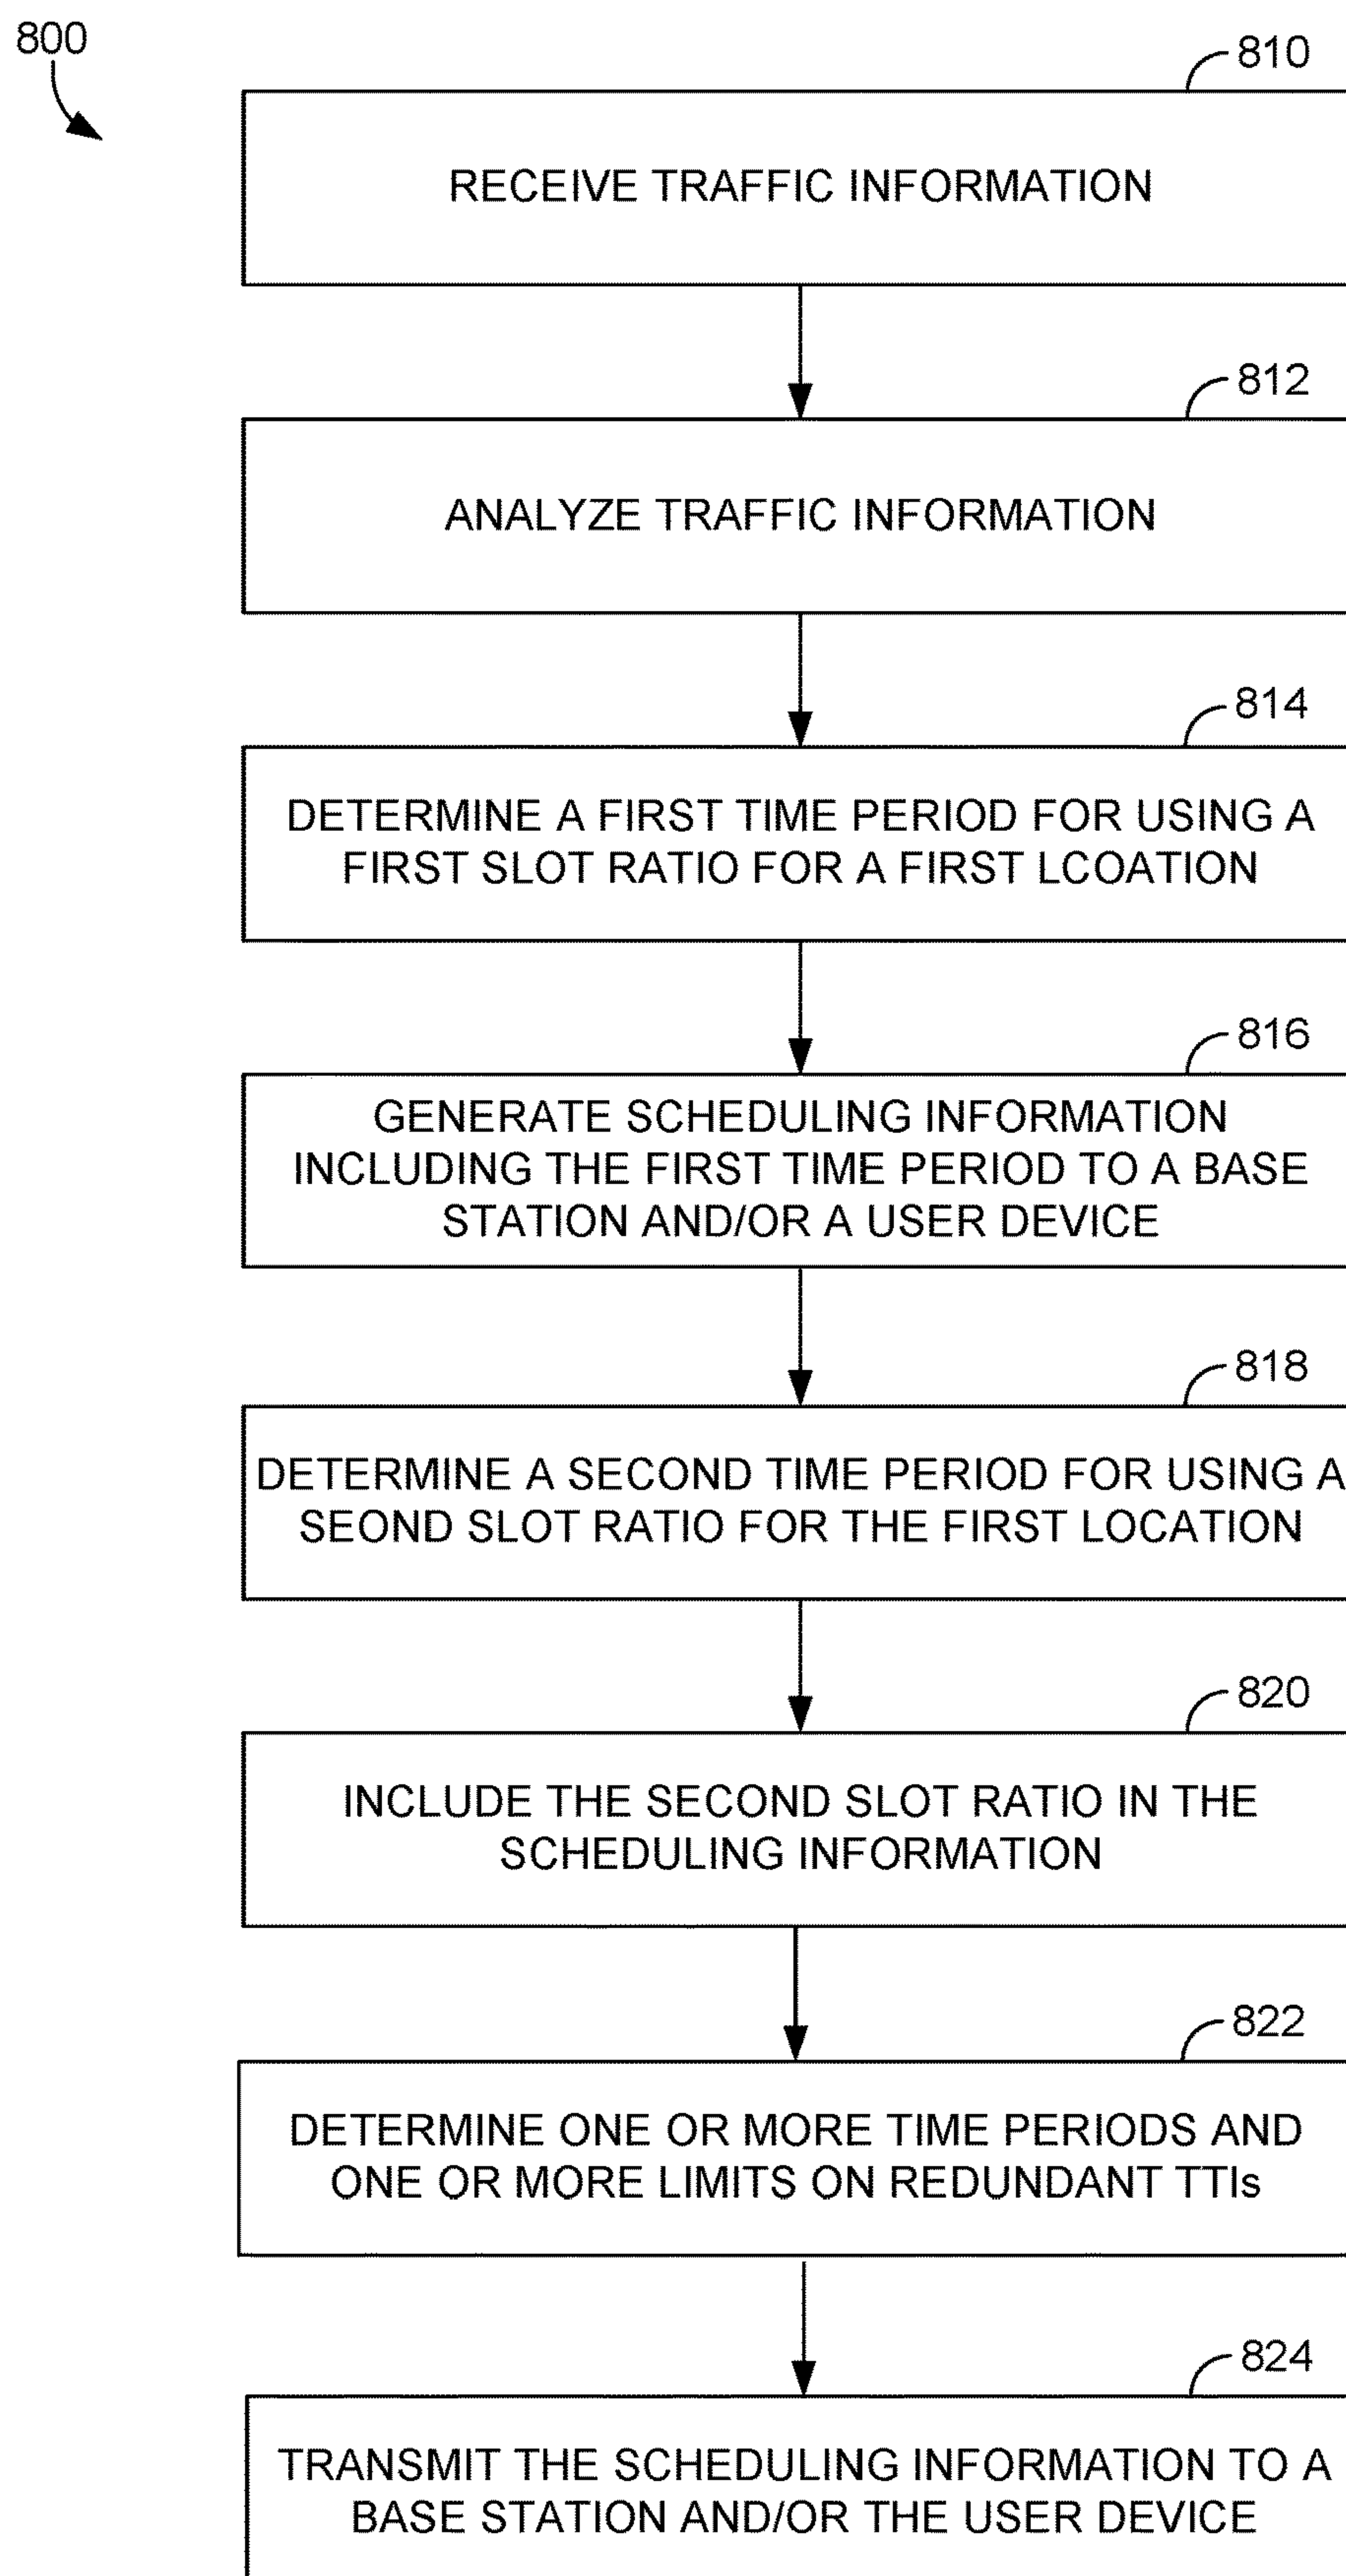 800
810
RECEIVE TRAFFIC INFORMATION
812
ANALYZE TRAFFIC INFORMATION
814
DETERMINE A FIRST TIME PERIOD FOR USING A
FIRST SLOT RATIO FOR A FIRST LCOATION
816
GENERATE SCHEDULING INFORMATION
INCLUDING THE FIRST TIME PERIOD TO A BASE
STATION AND/OR A USER DEVICE
818
DETERMINE A SECOND TIME PERIOD FOR USING A
SEOND SLOT RATIO FOR THE FIRST LOCATION
820
INCLUDE THE SECOND SLOT RATIO IN THE
SCHEDULING INFORMATION
822
DETERMINE ONE OR MORE TIME PERIODS AND
ONE OR MORE LIMITS ON REDUNDANT TTIs
824
TRANSMIT THE SCHEDULING INFORMATION TO A
BASE STATION AND/OR THE USER DEVICE